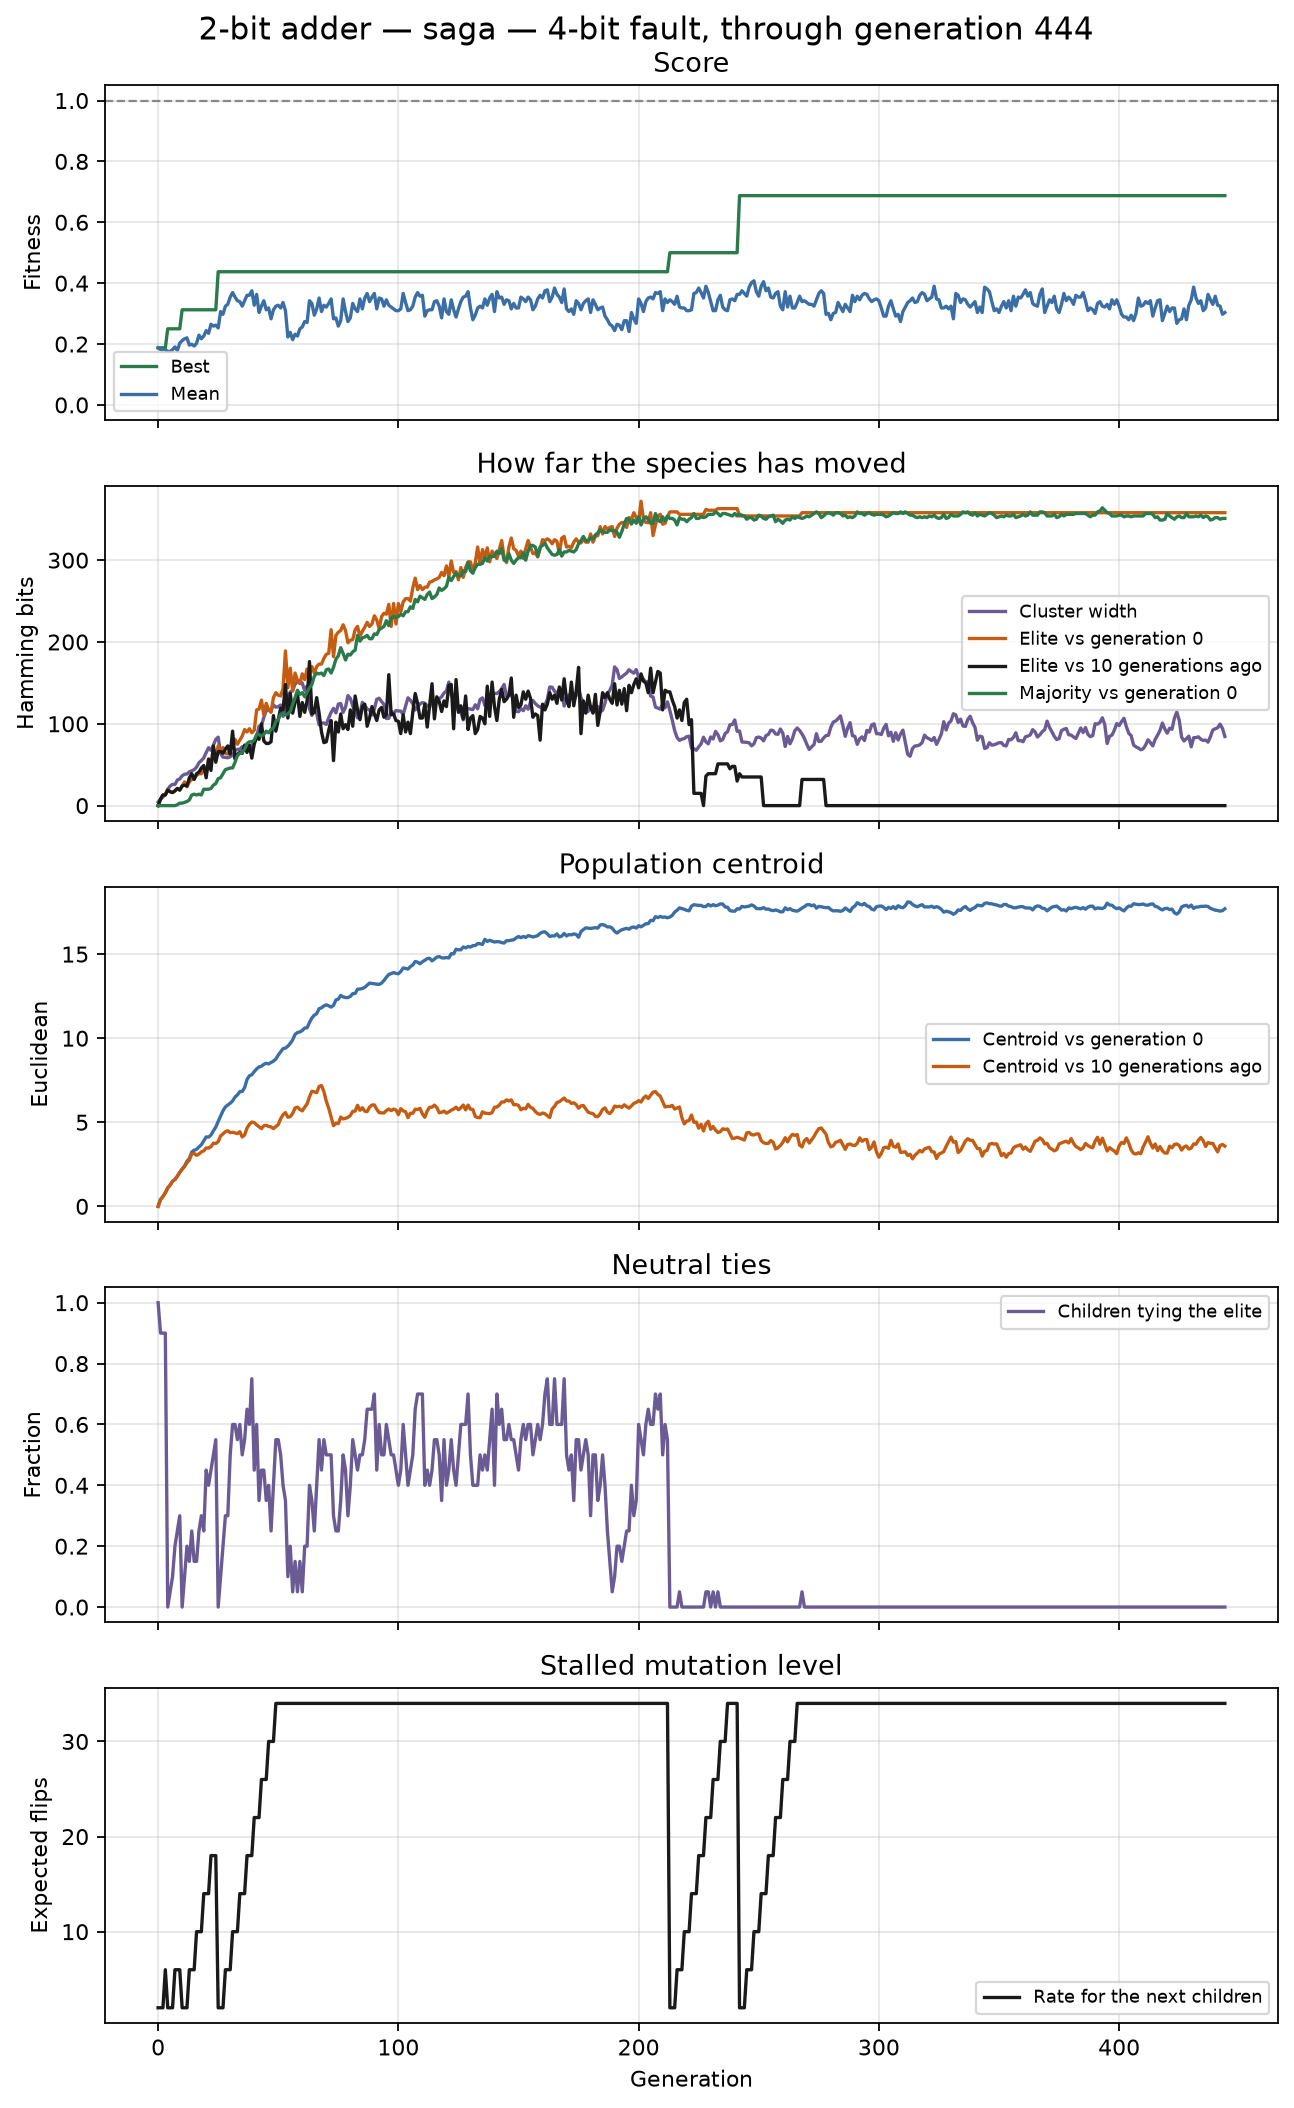 2-bit adder — saga — 4-bit fault, through generation 444
Score
1.0
0.8
0.6
0.4
0.2
0.0
Fitness
Best
Mean
How far the species has moved
300
200
100
0
Hamming bits
Cluster width
Elite vs generation 0
Elite vs 10 generations ago
Majority vs generation 0
Population centroid
15
10
5
0
Euclidean
Centroid vs generation 0
Centroid vs 10 generations ago
Neutral ties
1.0
0.8
0.6
0.4
0.2
0.0
Fraction
Children tying the elite
Stalled mutation level
30
20
10
Expected flips
Rate for the next children
0 100 200 300 400
Generation